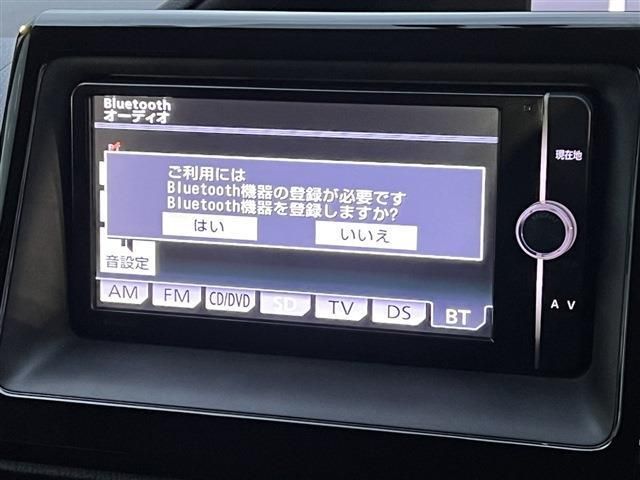 Bluetooth
オーディオ
現在地
ご利用には
Bluetooth機器の登録が必要です
Bluetooth機器を登録しますか?
はい
いいえ
音設定
AM
FM
CD/DVD
SD
TV
DS
BT
A V